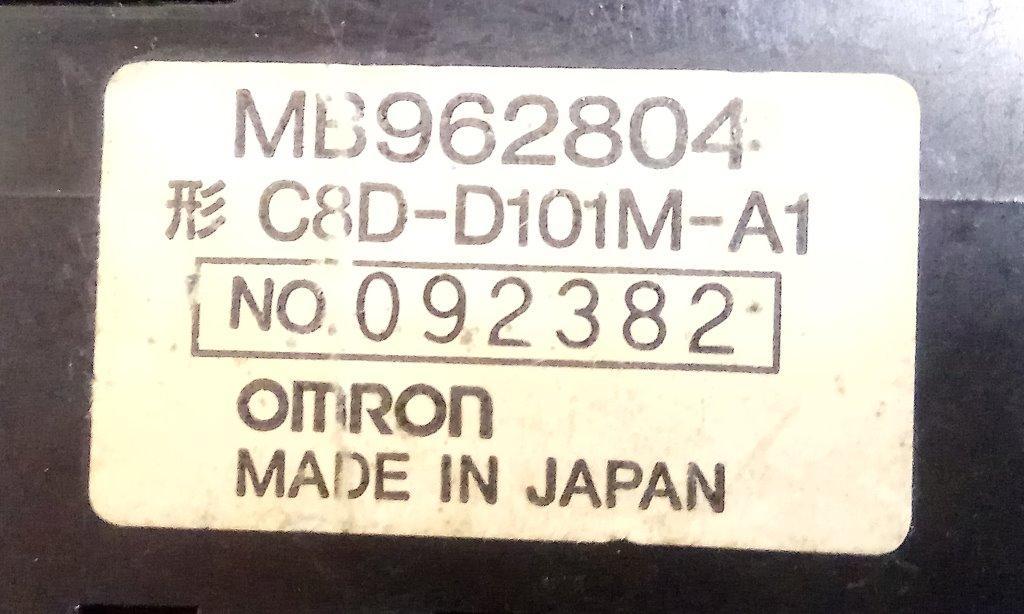 MB962804
形 C8D-D101M-A1
NO.092382
omron
MADE IN JAPAN